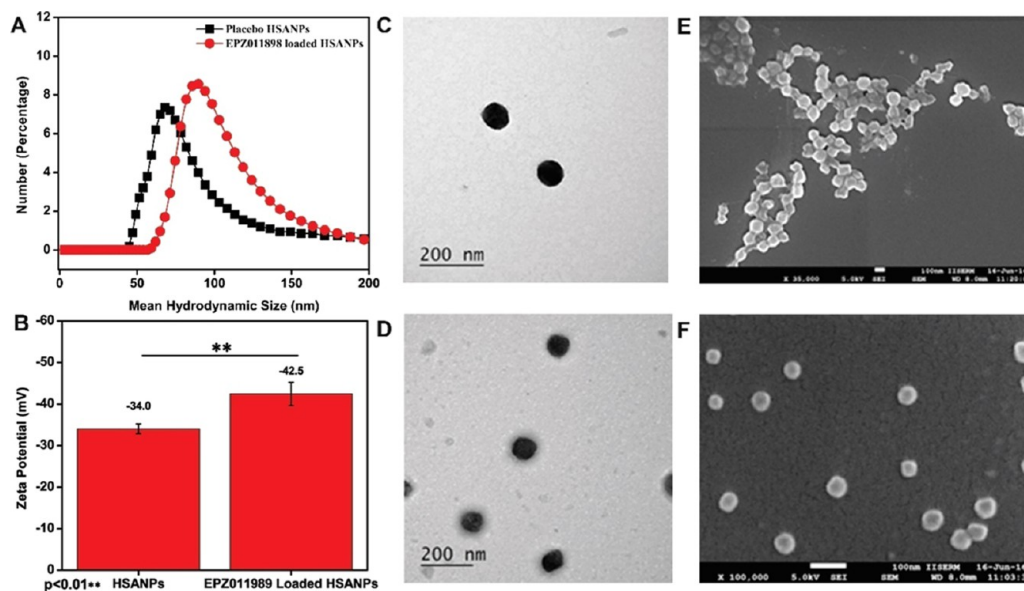 A
12
10
8
6
4
2
0
Number (Percentage)
Placebo HSANPs
EPZ011898 loaded HSANPs
0 50 100 150 200
Mean Hydrodynamic Size (nm)
B
-60
-50
-40
-30
-20
-10
0
Zeta Potential (mV)
**
-34.0
-42.5
p<0.01** HSANPs EPZ011989 Loaded HSANPs
C
200 nm
D
200 nm
E
100nm IISERM
X 35,000 5.0kV SEI SEM WD 8.0mm
F
100nm IISERM
X 100,000 5.0kV SEI SEM WD 8.0mm